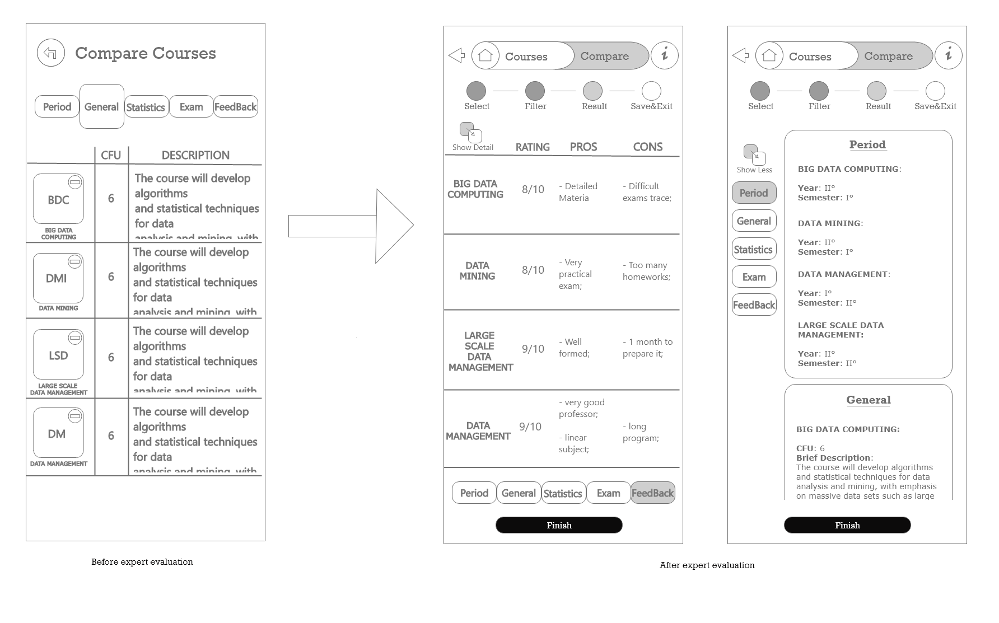 Compare Courses
Period
General
Statistics
Exam
FeedBack
CFU
DESCRIPTION
BDC
BIG DATA
COMPUTING
6
The course will develop
algorithms
and statistical techniques
for data
analysis and mining, with
DMI
DATA MINING
6
The course will develop
algorithms
and statistical techniques
for data
analysis and mining, with
LSD
LARGE SCALE
DATA MANAGEMENT
6
The course will develop
algorithms
and statistical techniques
for data
analysis and mining, with
DM
DATA MANAGEMENT
6
The course will develop
algorithms
and statistical techniques
for data
analysis and mining, with
Before expert evaluation
Courses
Compare
i
Select
Filter
Result
Save&Exit
Show Detail
RATING
PROS
CONS
BIG DATA
COMPUTING
8/10
- Detailed
Materia
- Difficult
exams trace;
DATA
MINING
8/10
- Very
practical
exam;
- Too many
homeworks;
LARGE
SCALE
DATA
MANAGEMENT
9/10
- Well
formed;
- 1 month to
prepare it;
DATA
MANAGEMENT
9/10
- very good
professor;
- linear
subject;
- long
program;
Period
General
Statistics
Exam
FeedBack
Finish
Courses
Compare
i
Select
Filter
Result
Save&Exit
Show Less
Period
General
Statistics
Exam
FeedBack
Period
BIG DATA COMPUTING:
Year: II°
Semester: I°
DATA MINING:
Year: II°
Semester: I°
DATA MANAGEMENT:
Year: I°
Semester: II°
LARGE SCALE DATA
MANAGEMENT:
Year: II°
Semester: II°
General
BIG DATA COMPUTING:
CFU: 6
Brief Description:
The course will develop algorithms
and statistical techniques for data
analysis and mining, with emphasis
on massive data sets such as large
Finish
After expert evaluation